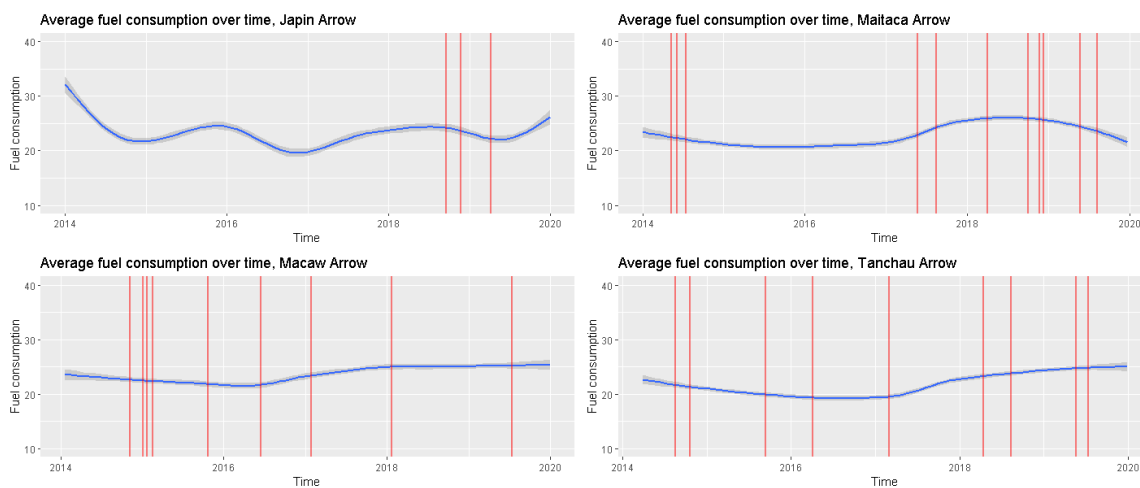 Average fuel consumption over time, Japin Arrow
Fuel consumption
40
30
20
10
2014 2016 2018 2020
Time
Average fuel consumption over time, Maitaca Arrow
Fuel consumption
40
30
20
10
2014 2016 2018 2020
Time
Average fuel consumption over time, Macaw Arrow
Fuel consumption
40
30
20
10
2014 2016 2018 2020
Time
Average fuel consumption over time, Tanchau Arrow
Fuel consumption
40
30
20
10
2014 2016 2018 2020
Time